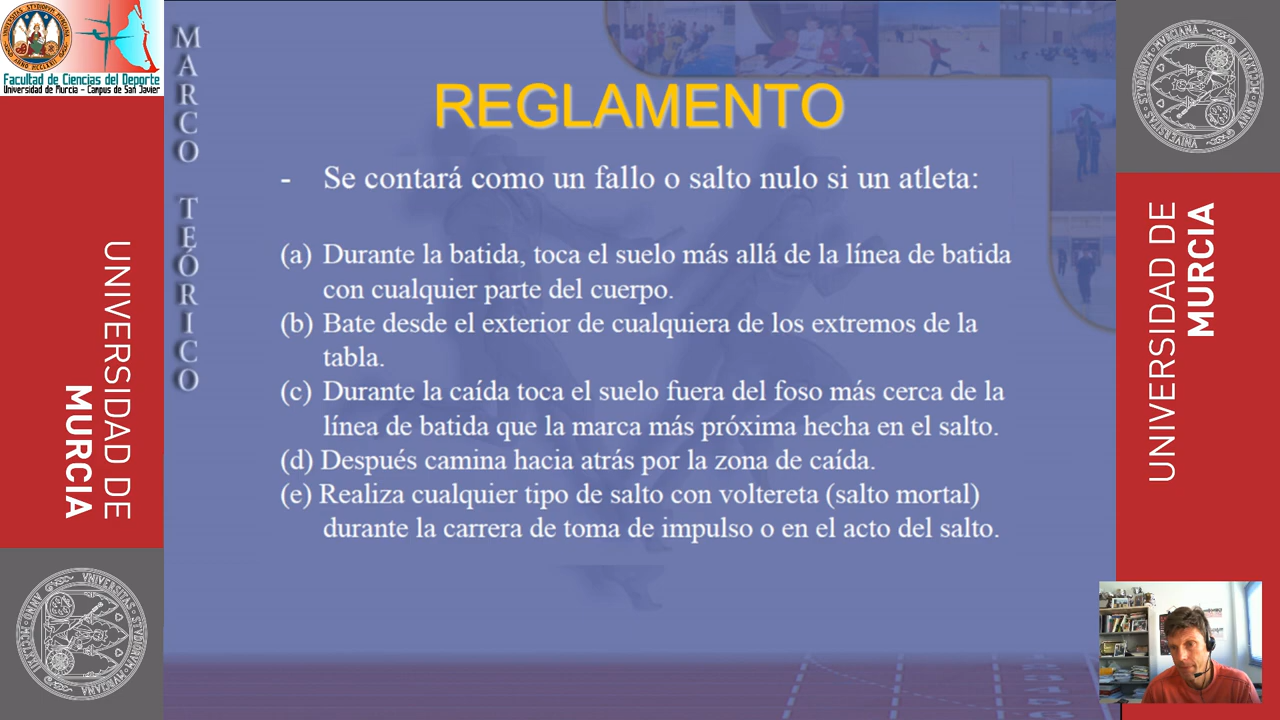 Facultad de Ciencias del Deporte
Universidad de Murcia - Campus de San Javier
MARCO TEÓRICO
REGLAMENTO
- Se contará como un fallo o salto nulo si un atleta:
(a) Durante la batida, toca el suelo más allá de la línea de batida
con cualquier parte del cuerpo.
(b) Bate desde el exterior de cualquiera de los extremos de la
tabla.
(c) Durante la caída toca el suelo fuera del foso más cerca de la
línea de batida que la marca más próxima hecha en el salto.
(d) Después camina hacia atrás por la zona de caída.
(e) Realiza cualquier tipo de salto con voltereta (salto mortal)
durante la carrera de toma de impulso o en el acto del salto.
UNIVERSIDAD DE
MURCIA
UNIVERSIDAD DE
MURCIA